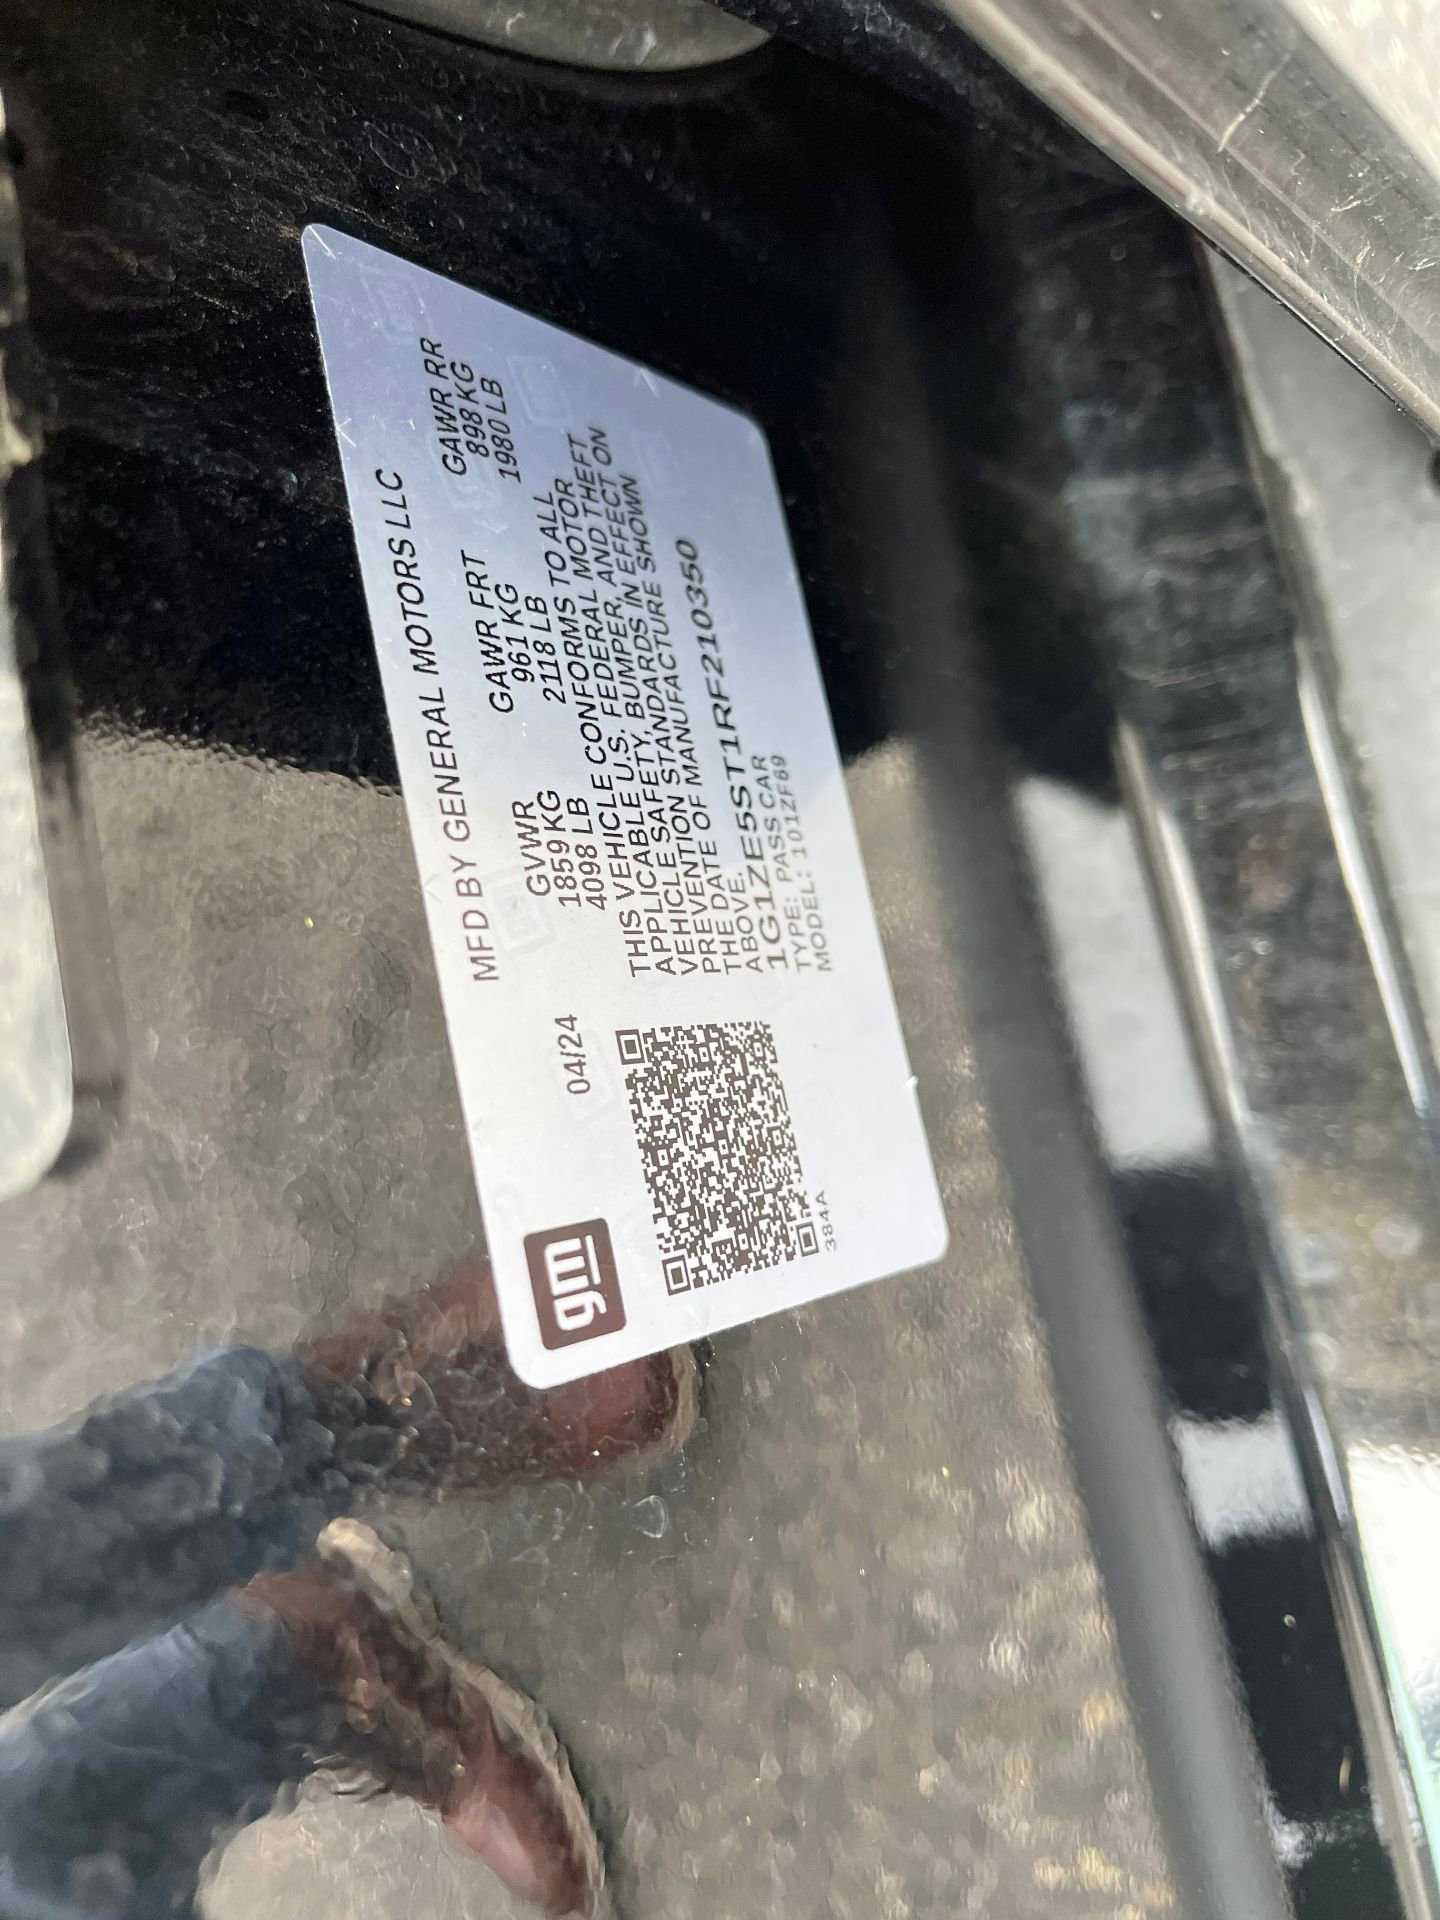 gm
MFD BY GENERAL MOTORS LLC
04/24
GVWR GAWR FRT GAWR RR
1859 KG 961 KG 898 KG
4098 LB 2118 LB 1980 LB
THIS VEHICLE CONFORMS TO ALL
APPLICABLE U.S. FEDERAL MOTOR
VEHICLE SAFETY, BUMPER, AND THEFT
PREVENTION STANDARDS IN EFFECT ON
THE DATE OF MANUFACTURE SHOWN
ABOVE.
1G1ZE5ST1RF210350
TYPE: PASS CAR
MODEL: 101ZF69
384A